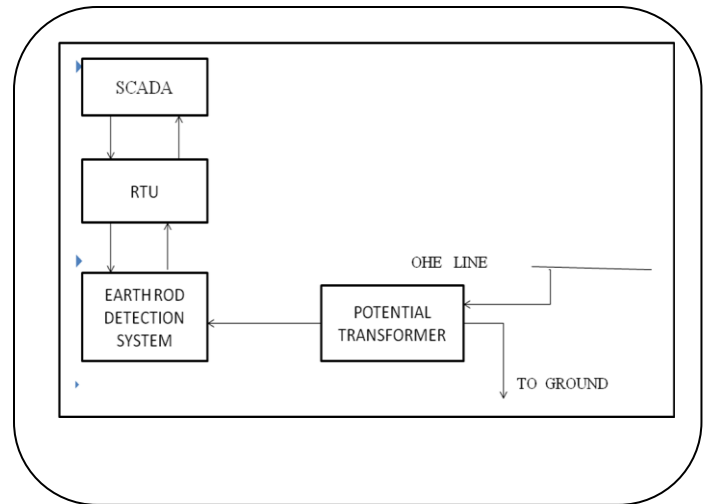 SCADA
RTU
OHE LINE
EARTH ROD
DETECTION
SYSTEM
POTENTIAL
TRANSFORMER
TO GROUND